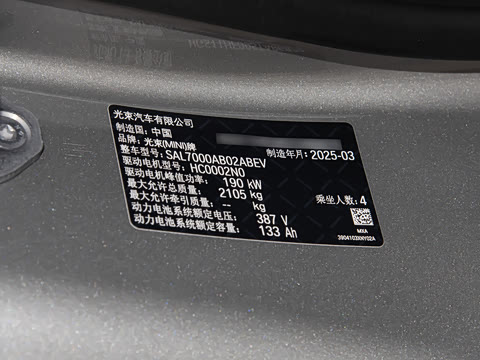 光束汽车有限公司
制造国：中国
品牌：光束(MINI)牌 制造年月：2025-03
整车型号：SAL7000AB02ABEV
驱动电机型号：HC0002N0
驱动电机峰值功率：190 kW
最大允许总质量：2105 kg 乘坐人数：4
最大允许牵引质量：-- kg
动力电池系统额定电压：387 V
动力电池系统额定容量：133 Ah
MXA